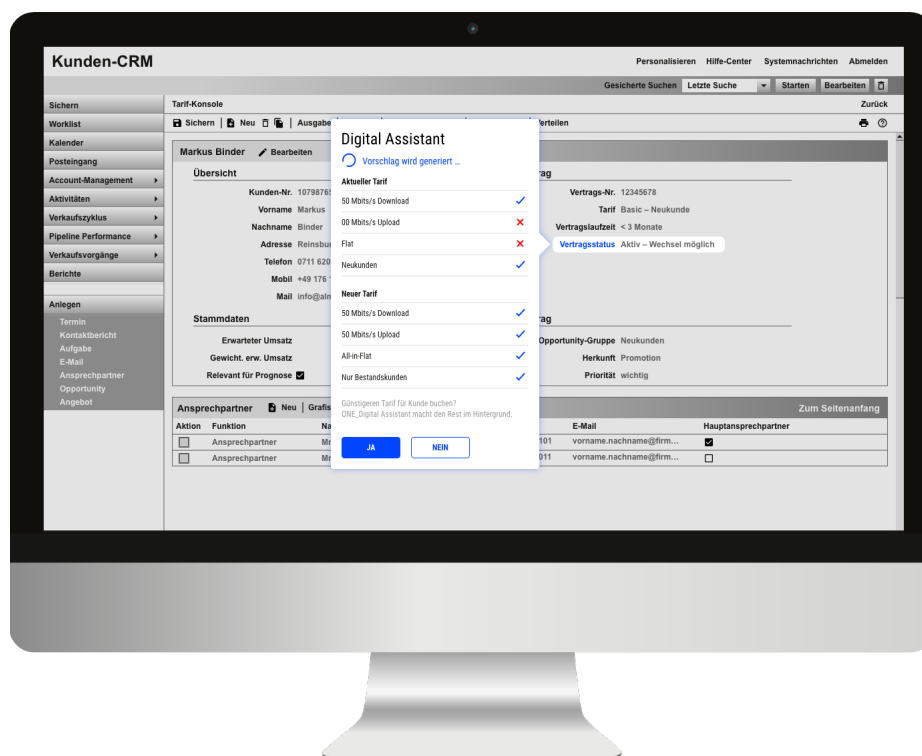 Kunden-CRM
Personalisieren Hilfe-Center Systemnachrichten Abmelden
Gesicherte Suchen Letzte Suche Starten Bearbeiten
Sichern
Worklist
Kalender
Posteingang
Account-Management
Aktivitäten
Verkaufszyklus
Pipeline Performance
Verkaufsvorgänge
Berichte
Anlegen
Termin
Kontaktbericht
Aufgabe
E-Mail
Ansprechpartner
Opportunity
Angebot
Tarif-Konsole Zurück
Sichern Neu Ausgabe
Markus Binder Bearbeiten
Übersicht
Kunden-Nr. 1079876
Vorname Markus
Nachname Binder
Adresse
Telefon 0711 620
Mobil +49 176
Mail
Stammdaten
Erwarteter Umsatz
Gewicht. erw. Umsatz
Relevant für Prognose
Digital Assistant
Vorschlag wird generiert ...
Aktueller Tarif
50 Mbits/s Download
00 Mbits/s Upload
Flat
Neukunden
Neuer Tarif
50 Mbits/s Download
50 Mbits/s Upload
All-in-Flat
Nur Bestandskunden
Günstigeren Tarif für Kunde buchen?
ONE_Digital Assistant macht den Rest im Hintergrund.
JA NEIN
Vertrags-Nr. 12345678
Tarif Basic – Neukunde
Vertragslaufzeit < 3 Monate
Vertragsstatus Aktiv – Wechsel möglich
Opportunity-Gruppe Neukunden
Herkunft Promotion
Priorität wichtig
Ansprechpartner Neu Zum Seitenanfang
Aktion Funktion E-Mail Hauptansprechpartner
Ansprechpartner 101 vorname.nachname@firm...
Ansprechpartner 011 vorname.nachname@firm...